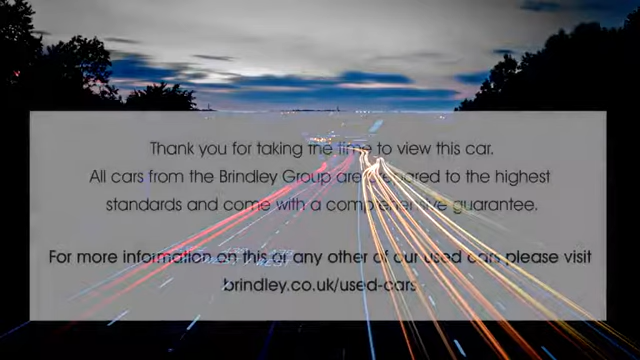 Thank you for taking the time to view this car.
All cars from the Brindley Group are prepared to the highest
standards and come with a comprehensive guarantee.
For more information on this or any other of our used cars please visit
brindley.co.uk/used-cars